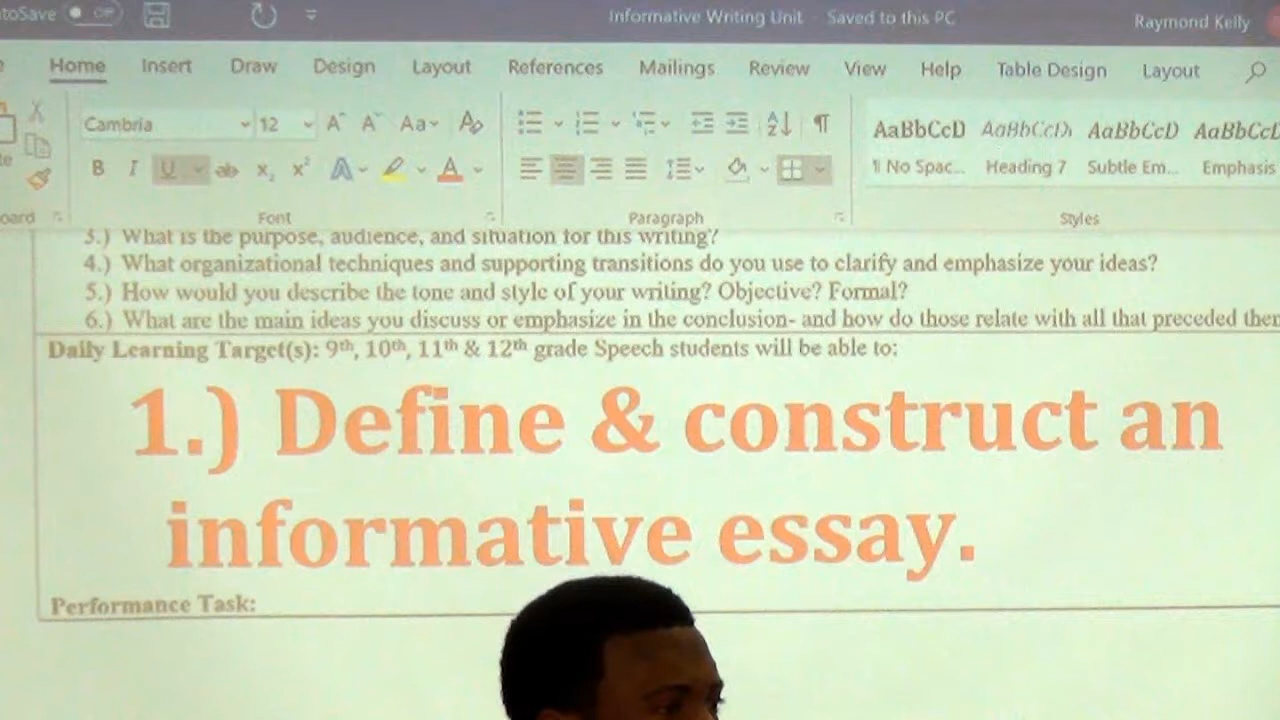 toSave Off Informative Writing Unit - Saved to this PC Raymond Kelly
Home Insert Draw Design Layout References Mailings Review View Help Table Design Layout
Cambria 12 A A Aa A AaBbCcD AaBbCcDı AaBbCcD AaBbCcD
B I U ab x₂ x² A A ¶ No Spac... Heading 7 Subtle Em... Emphasis
oard Font Paragraph Styles
3.) What is the purpose, audience, and situation for this writing?
4.) What organizational techniques and supporting transitions do you use to clarify and emphasize your ideas?
5.) How would you describe the tone and style of your writing? Objective? Formal?
6.) What are the main ideas you discuss or emphasize in the conclusion- and how do those relate with all that preceded
Daily Learning Target(s): 9th, 10th, 11th & 12th grade Speech students will be able to:
1.) Define & construct an
informative essay.
Performance Task: